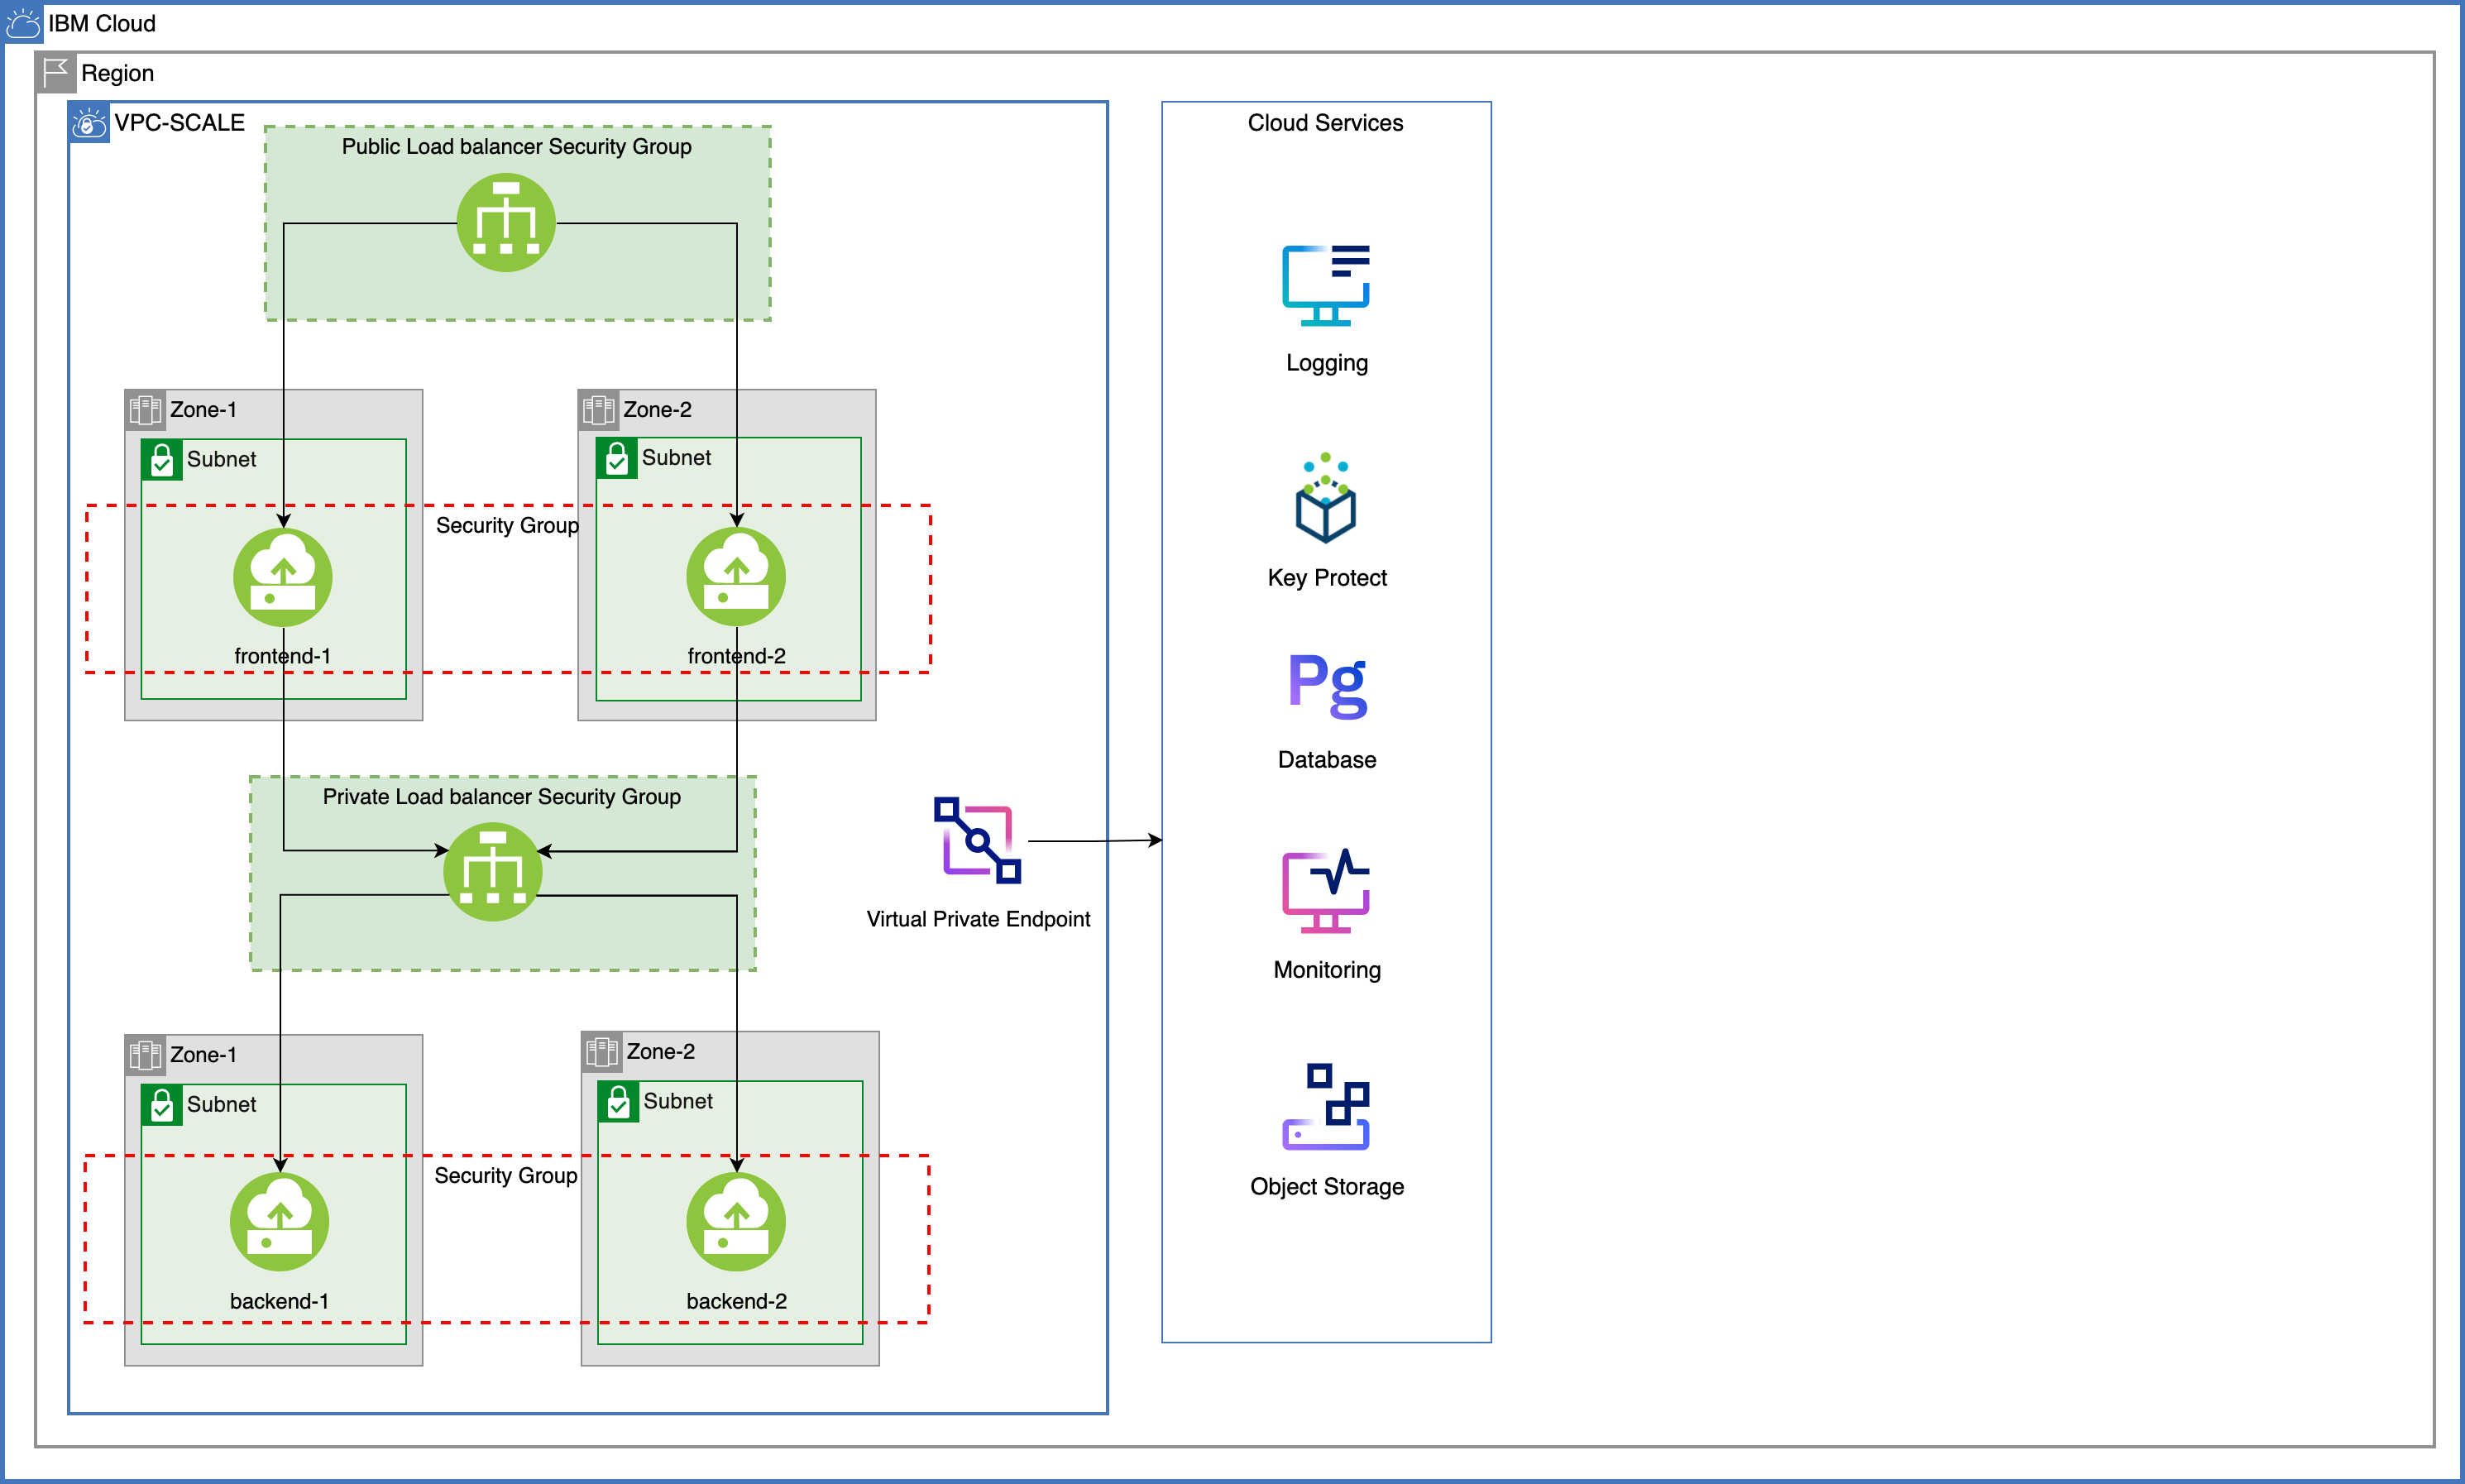 IBM Cloud
Region
VPC-SCALE
Public Load balancer Security Group
Zone-1
Subnet
Zone-2
Subnet
Security Group
frontend-1
frontend-2
Private Load balancer Security Group
Virtual Private Endpoint
Zone-1
Subnet
Zone-2
Subnet
Security Group
backend-1
backend-2
Cloud Services
Logging
Key Protect
Pg
Database
Monitoring
Object Storage